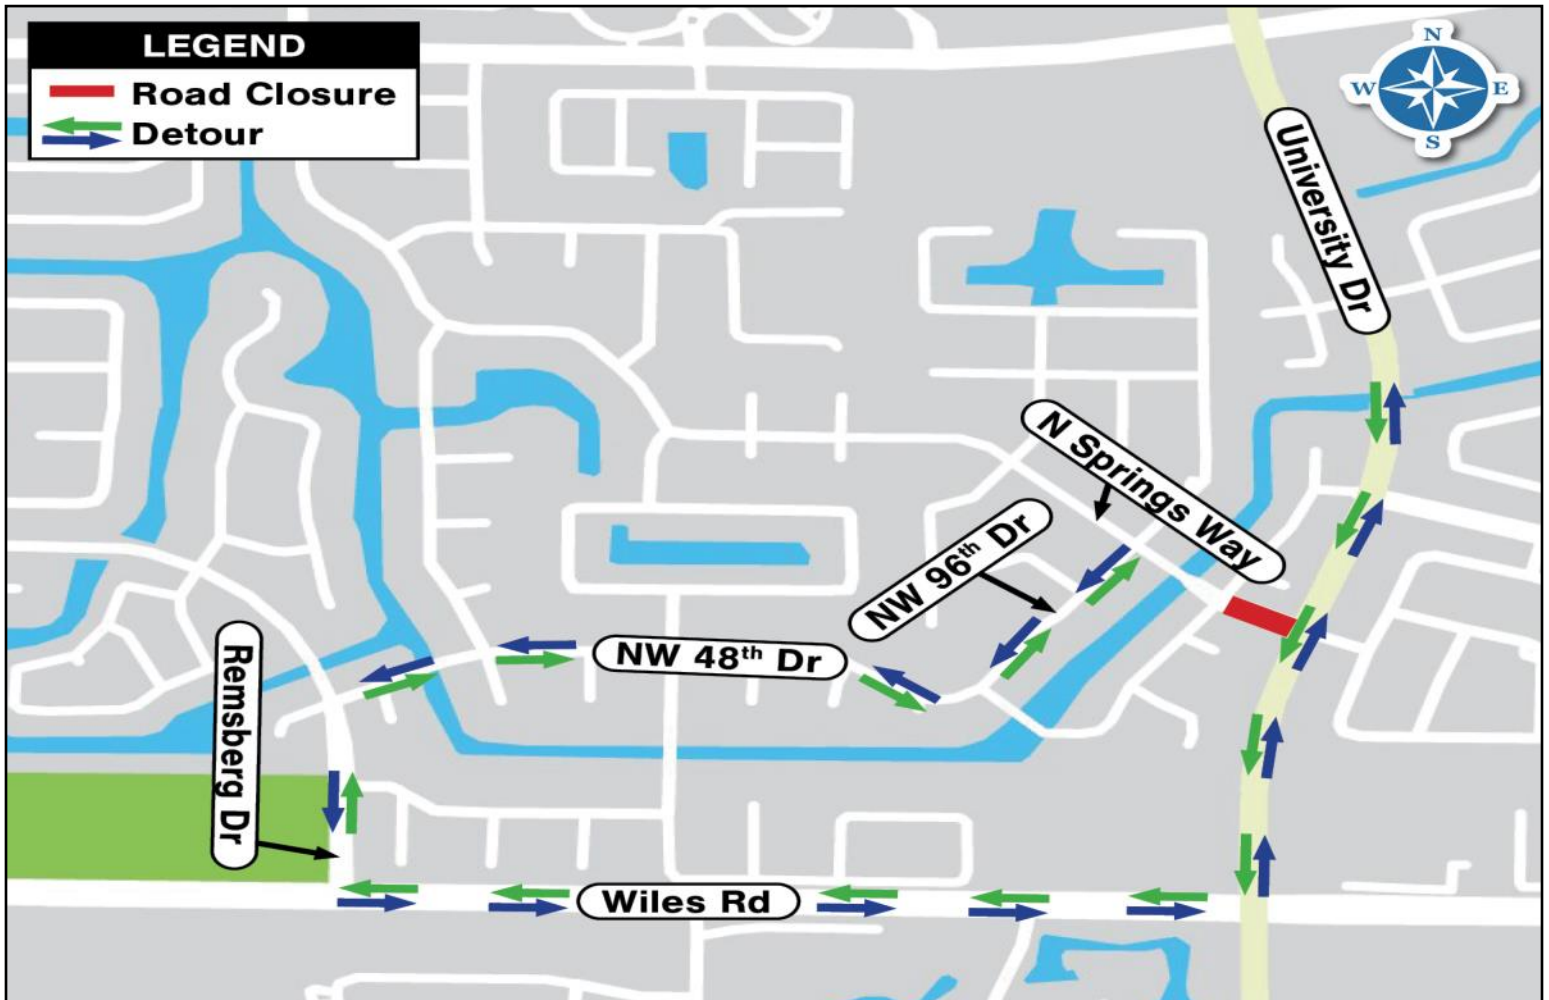 LEGEND
Road Closure
Detour
N
W
E
S
University Dr
N Springs Way
NW 96th Dr
NW 48th Dr
Remsberg Dr
Wiles Rd